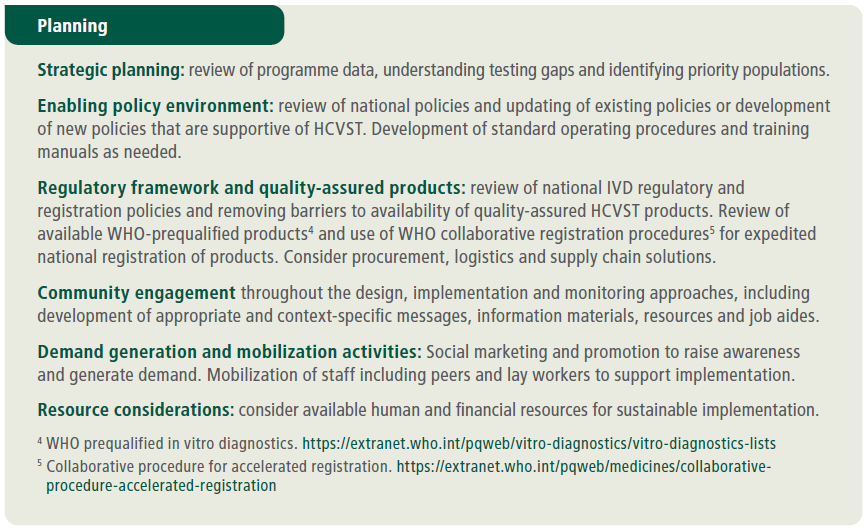 Planning
Strategic planning: review of programme data, understanding testing gaps and identifying priority populations.
Enabling policy environment: review of national policies and updating of existing policies or development
of new policies that are supportive of HCVST. Development of standard operating procedures and training
manuals as needed.
Regulatory framework and quality-assured products: review of national IVD regulatory and
registration policies and removing barriers to availability of quality-assured HCVST products. Review of
available WHO-prequalified products⁴ and use of WHO collaborative registration procedures⁵ for expedited
national registration of products. Consider procurement, logistics and supply chain solutions.
Community engagement throughout the design, implementation and monitoring approaches, including
development of appropriate and context-specific messages, information materials, resources and job aides.
Demand generation and mobilization activities: Social marketing and promotion to raise awareness
and generate demand. Mobilization of staff including peers and lay workers to support implementation.
Resource considerations: consider available human and financial resources for sustainable implementation.
⁴ WHO prequalified in vitro diagnostics. https://extranet.who.int/pqweb/vitro-diagnostics/vitro-diagnostics-lists
⁵ Collaborative procedure for accelerated registration. https://extranet.who.int/pqweb/medicines/collaborative-
procedure-accelerated-registration